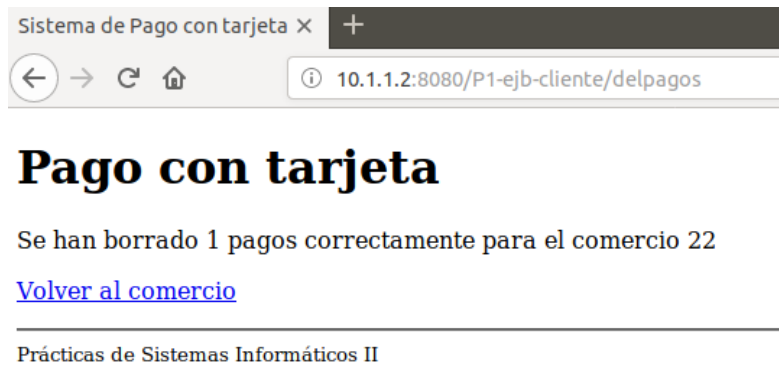 Sistema de Pago con tarjeta
10.1.1.2:8080/P1-ejb-cliente/delpagos
Pago con tarjeta
Se han borrado 1 pagos correctamente para el comercio 22
Volver al comercio
Prácticas de Sistemas Informáticos II